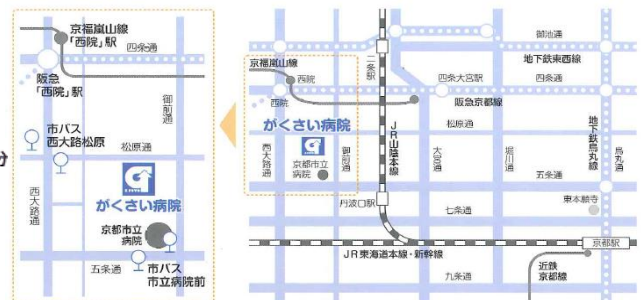 京福嵐山線
「西院」駅
四条通
阪急
「西院」駅
御前通
市バス
西大路松原
分
松原通
西大路通
がくさい病院
京都市立
病院
五条通
市バス
市立病院前
御池通
地下鉄東西線
京福嵐山線
二条駅
西院
四条大宮駅
四条通
西院
阪急京都線
がくさい病院
松原通
JR山陰本線
地下鉄烏丸線
西大路通
京都市立
病院
御前通
大宮通
堀川通
烏丸通
五条通
丹波口駅
東本願寺
七条通
京都駅
JR東海道本線・新幹線
九条通
近鉄
京都線